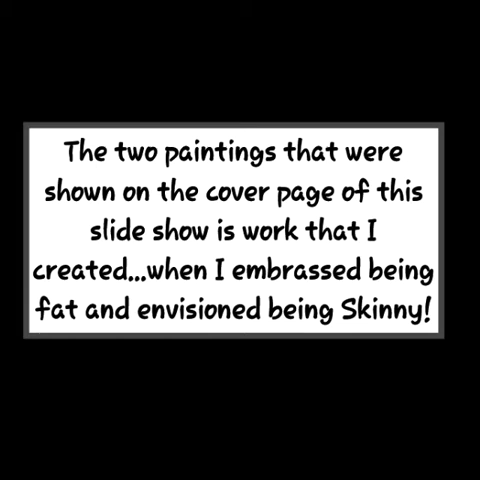 The two paintings that were
shown on the cover page of this
slide show is work that I
created...when I embrassed being
fat and envisioned being Skinny!